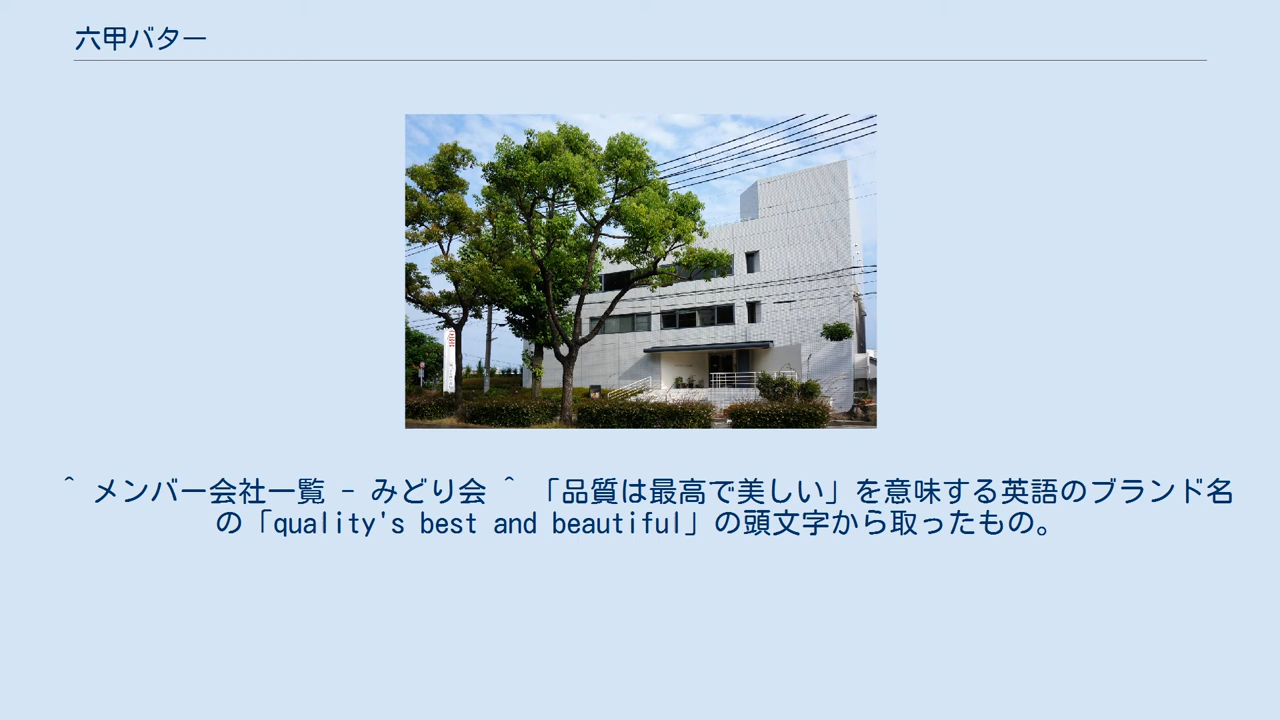 六甲バター
^ メンバー会社一覧 - みどり会 ^ 「品質は最高で美しい」を意味する英語のブランド名
の「quality's best and beautiful」の頭文字から取ったもの。